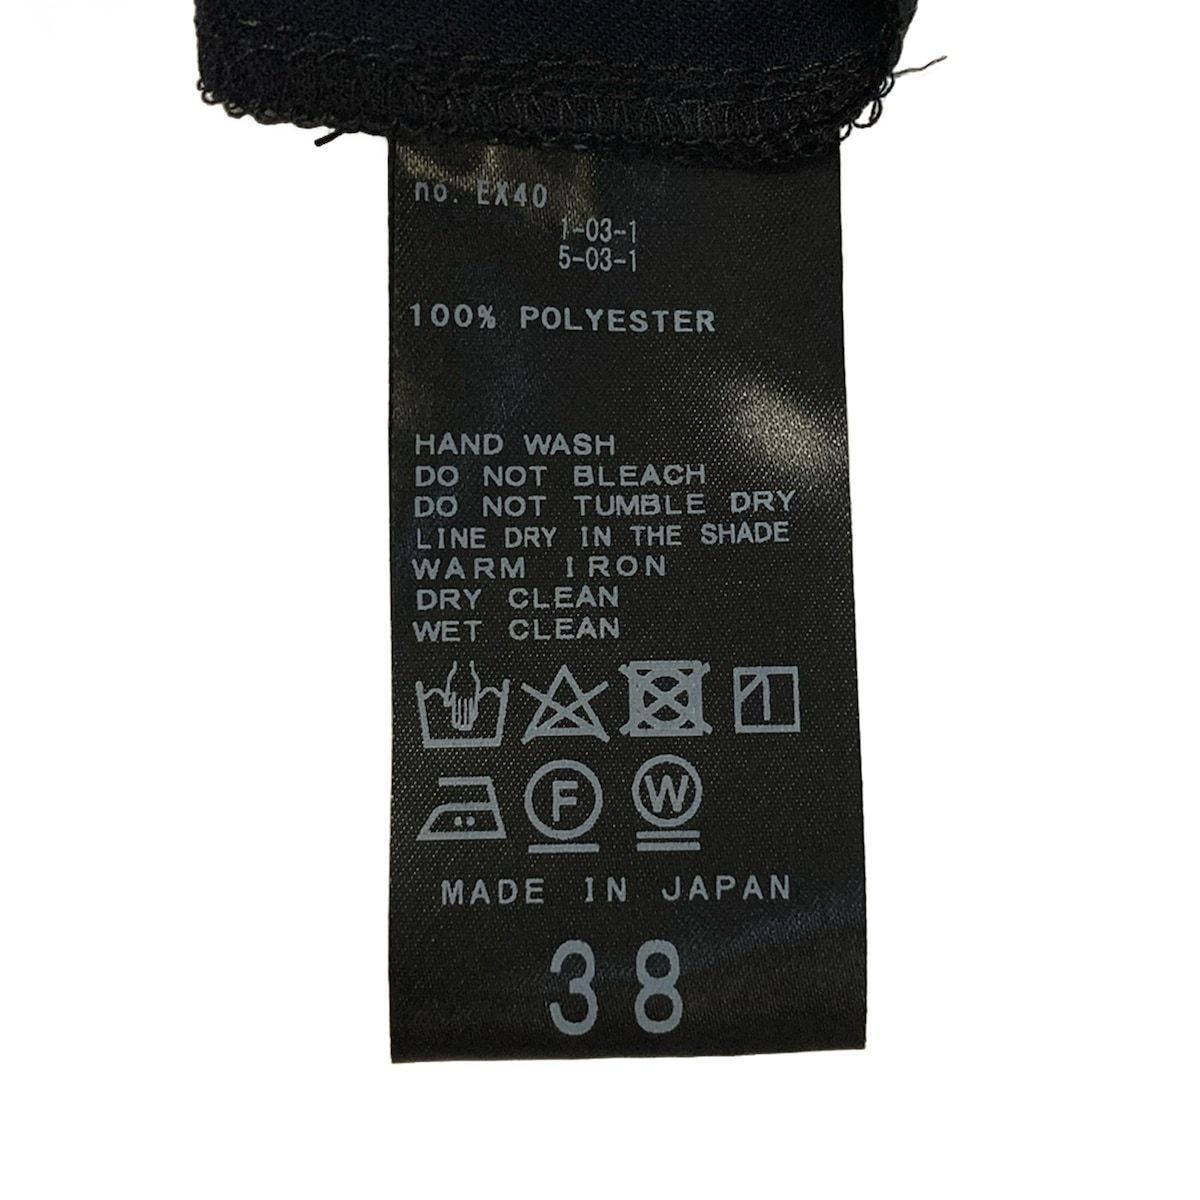 no. EX40
1-03-1
5-03-1
100% POLYESTER
HAND WASH
DO NOT BLEACH
DO NOT TUMBLE DRY
LINE DRY IN THE SHADE
WARM IRON
DRY CLEAN
WET CLEAN
F W
MADE IN JAPAN
38